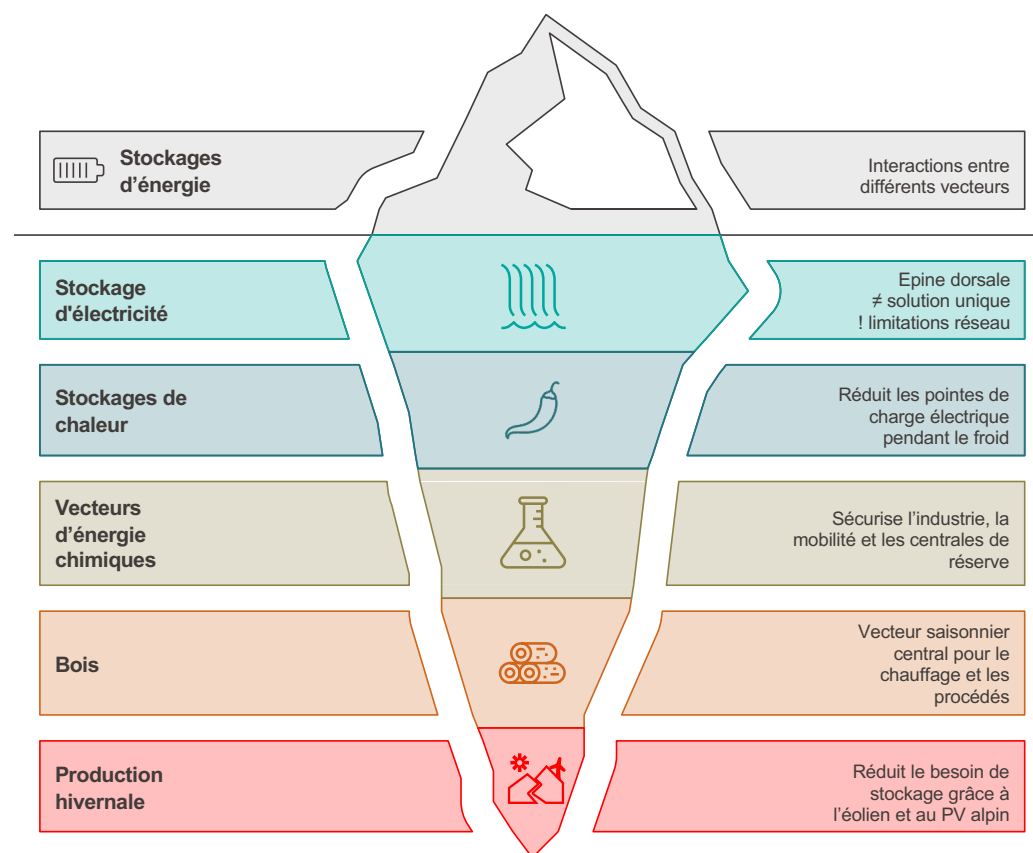 Stockages
d’énergie
Interactions entre
différents vecteurs
Stockage
d'électricité
Epine dorsale
≠ solution unique
! limitations réseau
Stockages de
chaleur
Réduit les pointes de
charge électrique
pendant le froid
Vecteurs
d’énergie
chimiques
Sécurise l’industrie, la
mobilité et les centrales de
réserve
Bois
Vecteur saisonnier
central pour le
chauffage et les
procédés
Production
hivernale
Réduit le besoin de
stockage grâce à
l’éolien et au PV alpin